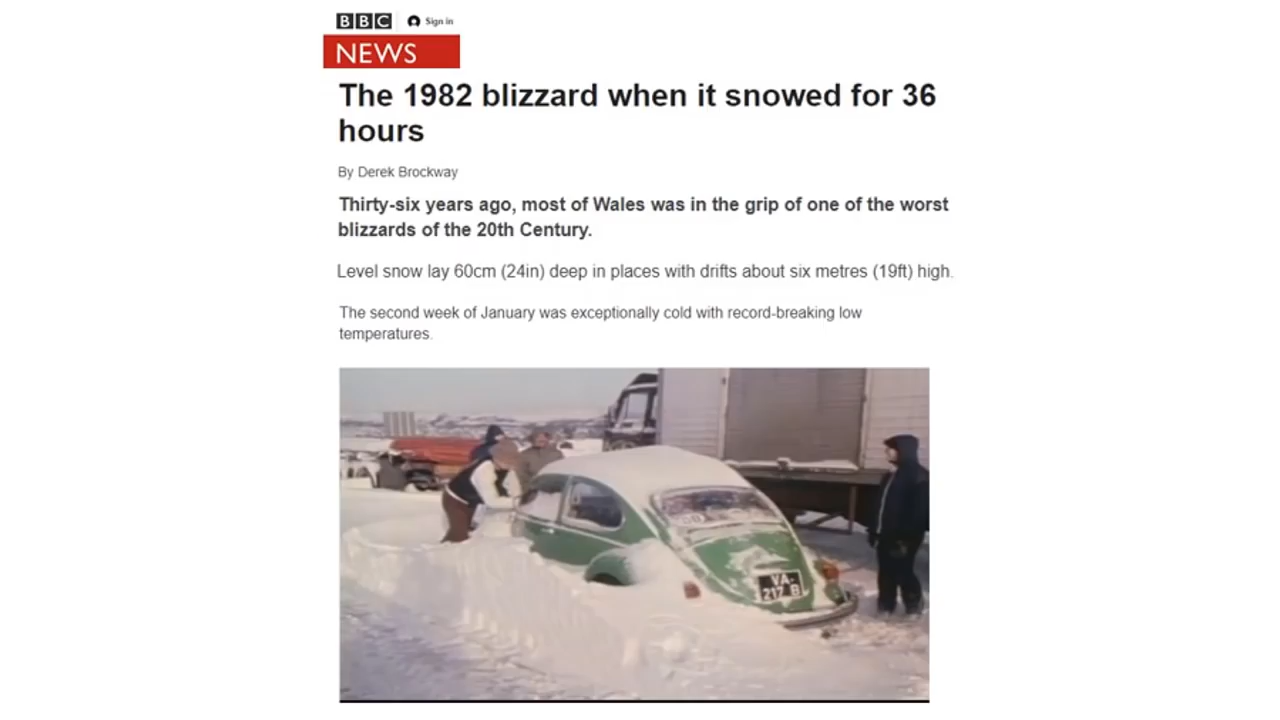 BBC Sign in
NEWS
The 1982 blizzard when it snowed for 36
hours
By Derek Brockway
Thirty-six years ago, most of Wales was in the grip of one of the worst
blizzards of the 20th Century.
Level snow lay 60cm (24in) deep in places with drifts about six metres (19ft) high.
The second week of January was exceptionally cold with record-breaking low
temperatures.
VA-
217 B